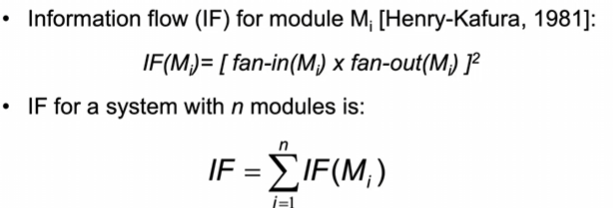 • Information flow (IF) for module Mᵢ [Henry-Kafura, 1981]:
IF(Mᵢ)= [ fan-in(Mᵢ) x fan-out(Mᵢ) ]²
• IF for a system with n modules is:
IF = ∑ⁿᵢ₌₁ IF(Mᵢ)